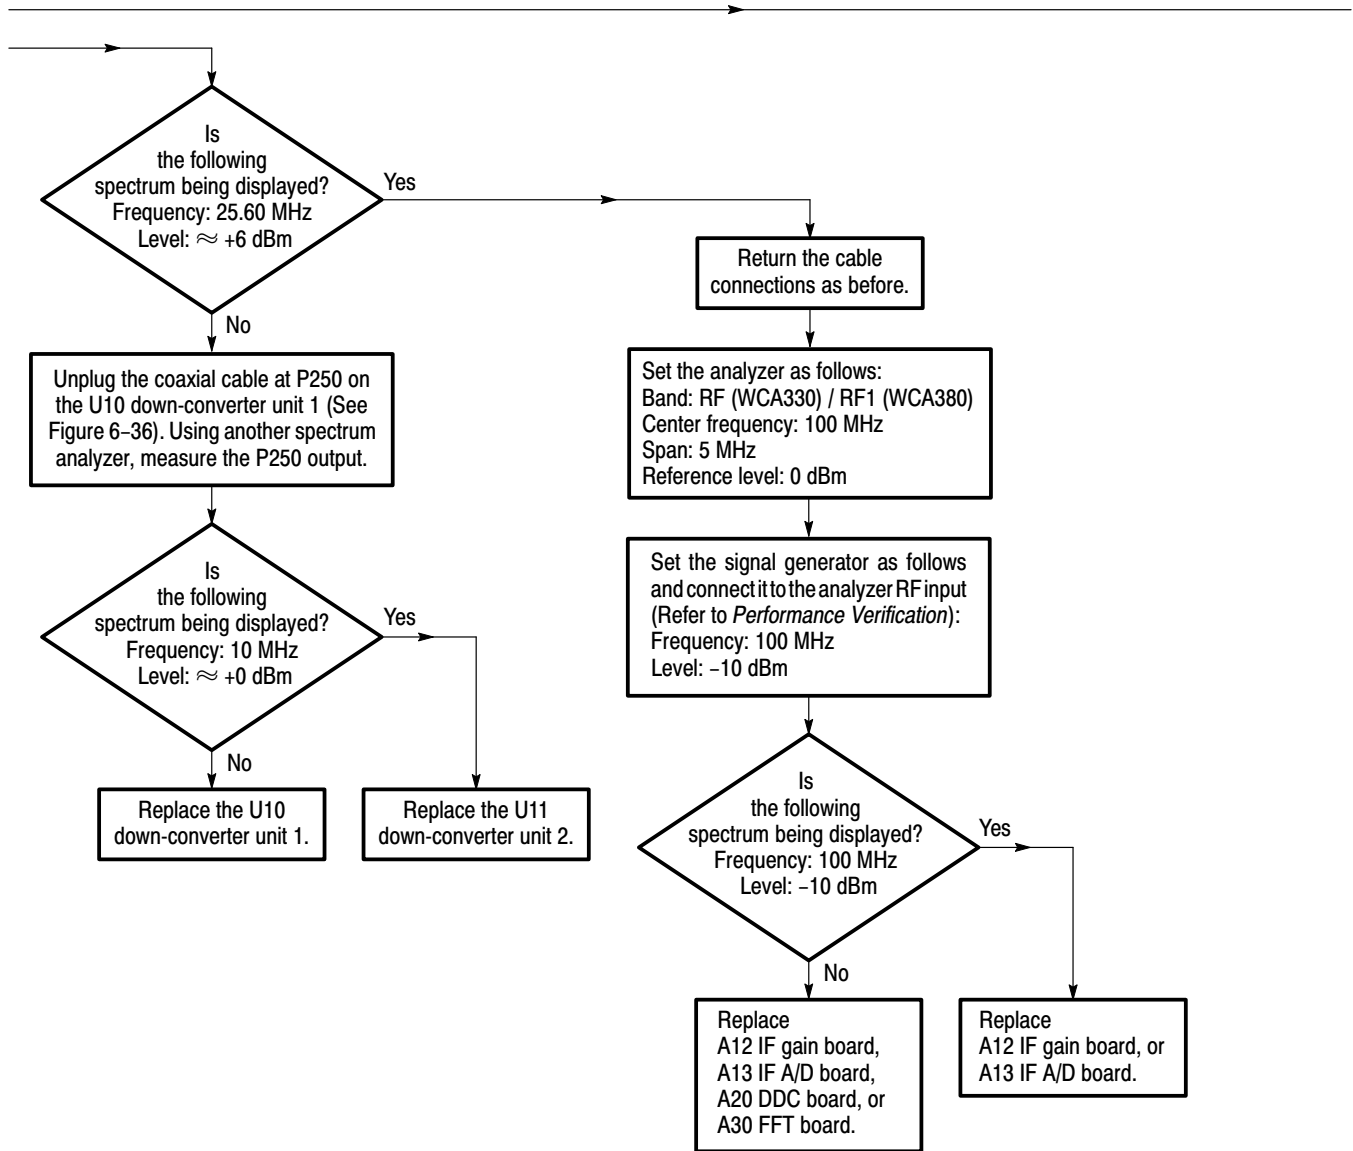 Is
the following
spectrum being displayed?
Frequency: 25.60 MHz
Level: ≈ +6 dBm
Yes
No
Return the cable
connections as before.
Unplug the coaxial cable at P250 on
the U10 down-converter unit 1 (See
Figure 6–36). Using another spectrum
analyzer, measure the P250 output.
Set the analyzer as follows:
Band: RF (WCA330) / RF1 (WCA380)
Center frequency: 100 MHz
Span: 5 MHz
Reference level: 0 dBm
Is
the following
spectrum being displayed?
Frequency: 10 MHz
Level: ≈ +0 dBm
Yes
No
Set the signal generator as follows
and connect it to the analyzer RF input
(Refer to Performance Verification):
Frequency: 100 MHz
Level: –10 dBm
Replace the U10
down-converter unit 1.
Replace the U11
down-converter unit 2.
Is
the following
spectrum being displayed?
Frequency: 100 MHz
Level: –10 dBm
Yes
No
Replace
A12 IF gain board,
A13 IF A/D board,
A20 DDC board, or
A30 FFT board.
Replace
A12 IF gain board, or
A13 IF A/D board.